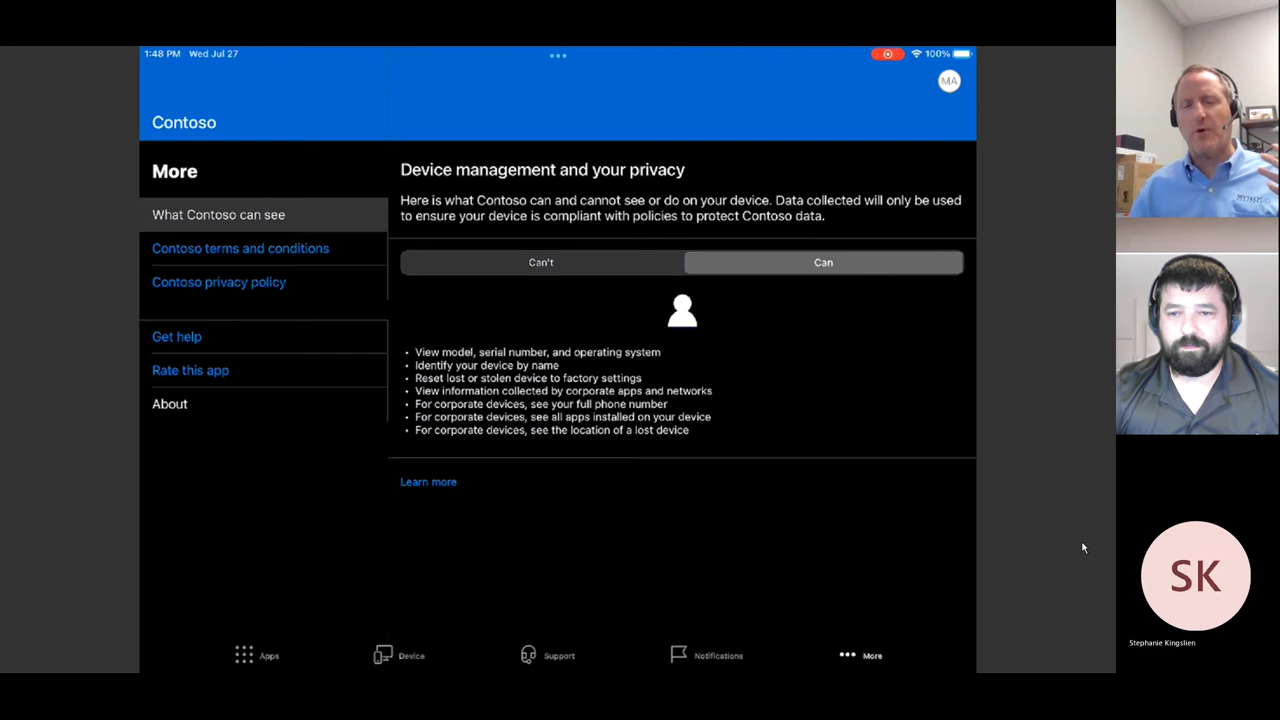 1:48 PM Wed Jul 27
100%
MA
Contoso
More
What Contoso can see
Contoso terms and conditions
Contoso privacy policy
Get help
Rate this app
About
Device management and your privacy
Here is what Contoso can and cannot see or do on your device. Data collected will only be used
to ensure your device is compliant with policies to protect Contoso data.
Can't
Can
• View model, serial number, and operating system
• Identify your device by name
• Reset lost or stolen device to factory settings
• View information collected by corporate apps and networks
• For corporate devices, see your full phone number
• For corporate devices, see all apps installed on your device
• For corporate devices, see the location of a lost device
Learn more
Apps
Device
Support
Notifications
More
SK
Stephanie Kingslien